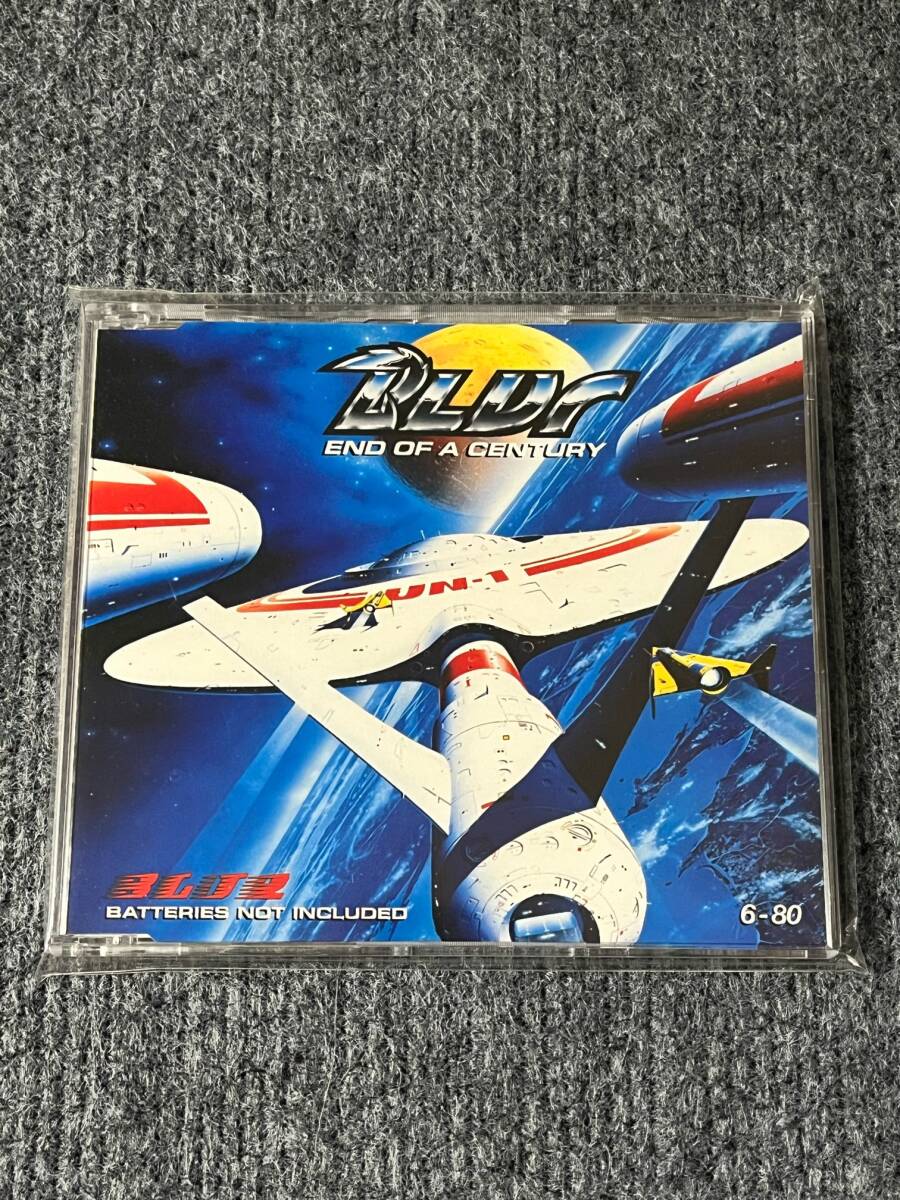 BLUr
END OF A CENTURY
UN-1
BLUR
BATTERIES NOT INCLUDED
6-80